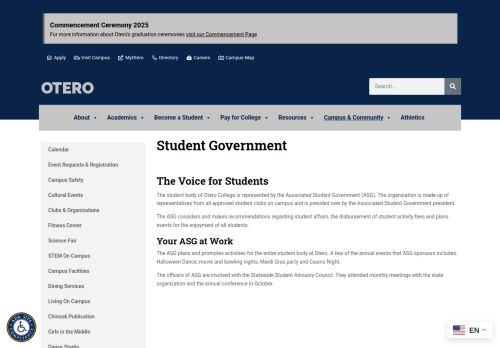 Commencement Ceremony 2025
For more information about Otero's graduation ceremonies visit our Commencement Page
Apply Visit Campus MyOtero Directory Careers Campus Map
OTERO
Search...
About Academics Become a Student Pay for College Resources Campus & Community Athletics
Calendar
Event Requests & Registration
Campus Safety
Cultural Events
Clubs & Organizations
Fitness Center
Science Fair
STEM On Campus
Campus Facilities
Dining Services
Living On Campus
Chinook Publication
Girls in the Middle
Dance Studio
Student Government
The Voice for Students
The student body of Otero College is represented by the Associated Student Government (ASG). The organization is made up of
representatives from all approved student clubs on campus and is presided over by the Associated Student Government president.
The ASG considers and makes recommendations regarding student affairs, the disbursement of student activity fees and plans
events for the enjoyment of all students.
Your ASG at Work
The ASG plans and promotes activities for the entire student body at Otero. A few of the annual events that ASG sponsors includes:
Halloween Dance; movie and bowling nights, Mardi Gras party and Casino Night.
The officers of ASG are involved with the Statewide Student Advisory Council. They attended monthly meetings with the state
organization and the annual conference in October.
EN